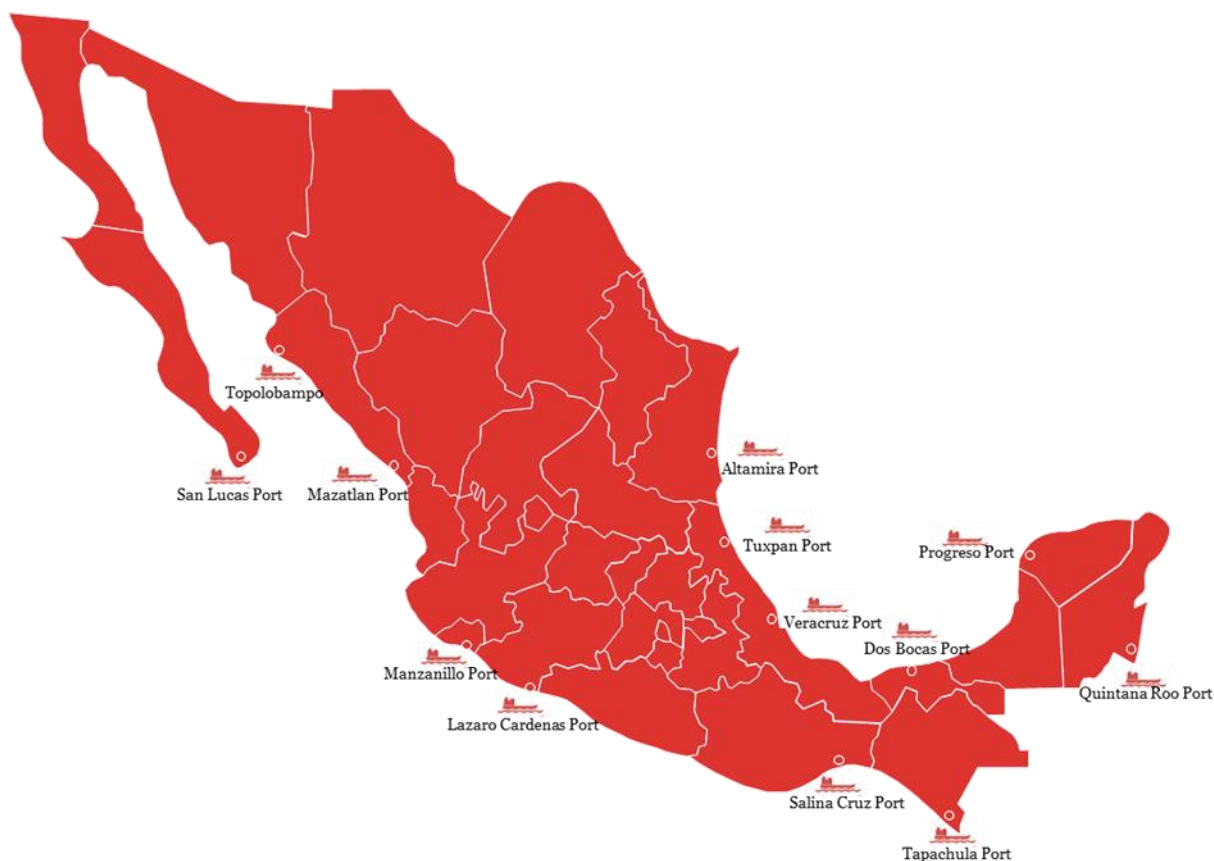 Topolobampo
San Lucas Port
Mazatlan Port
Altamira Port
Tuxpan Port
Progreso Port
Veracruz Port
Dos Bocas Port
Manzanillo Port
Quintana Roo Port
Lazaro Cardenas Port
Salina Cruz Port
Tapachula Port